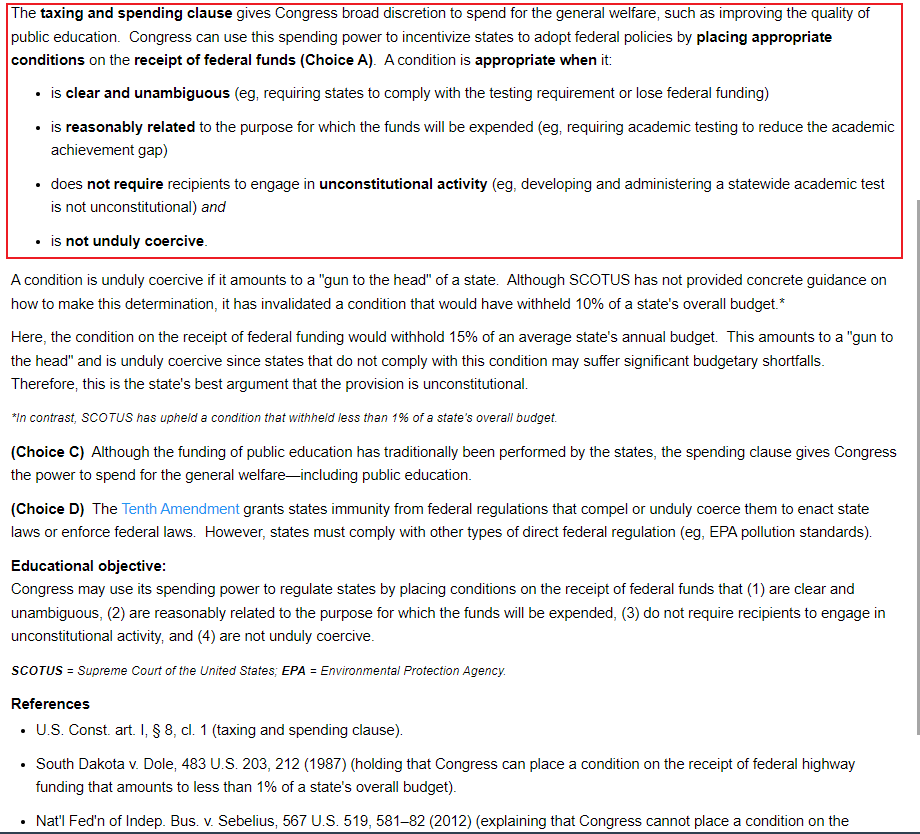 The taxing and spending clause gives Congress broad discretion to spend for the general welfare, such as improving the quality of
public education. Congress can use this spending power to incentivize states to adopt federal policies by placing appropriate
conditions on the receipt of federal funds (Choice A). A condition is appropriate when it:
• is clear and unambiguous (eg, requiring states to comply with the testing requirement or lose federal funding)
• is reasonably related to the purpose for which the funds will be expended (eg, requiring academic testing to reduce the academic
achievement gap)
• does not require recipients to engage in unconstitutional activity (eg, developing and administering a statewide academic test
is not unconstitutional) and
• is not unduly coercive.
A condition is unduly coercive if it amounts to a "gun to the head" of a state. Although SCOTUS has not provided concrete guidance on
how to make this determination, it has invalidated a condition that would have withheld 10% of a state's overall budget.*
Here, the condition on the receipt of federal funding would withhold 15% of an average state's annual budget. This amounts to a "gun to
the head" and is unduly coercive since states that do not comply with this condition may suffer significant budgetary shortfalls.
Therefore, this is the state's best argument that the provision is unconstitutional.
*In contrast, SCOTUS has upheld a condition that withheld less than 1% of a state's overall budget.
(Choice C) Although the funding of public education has traditionally been performed by the states, the spending clause gives Congress
the power to spend for the general welfare—including public education.
(Choice D) The Tenth Amendment grants states immunity from federal regulations that compel or unduly coerce them to enact state
laws or enforce federal laws. However, states must comply with other types of direct federal regulation (eg, EPA pollution standards).
Educational objective:
Congress may use its spending power to regulate states by placing conditions on the receipt of federal funds that (1) are clear and
unambiguous, (2) are reasonably related to the purpose for which the funds will be expended, (3) do not require recipients to engage in
unconstitutional activity, and (4) are not unduly coercive.
SCOTUS = Supreme Court of the United States; EPA = Environmental Protection Agency.
References
• U.S. Const. art. I, § 8, cl. 1 (taxing and spending clause).
• South Dakota v. Dole, 483 U.S. 203, 212 (1987) (holding that Congress can place a condition on the receipt of federal highway
funding that amounts to less than 1% of a state's overall budget).
• Nat'l Fed'n of Indep. Bus. v. Sebelius, 567 U.S. 519, 581–82 (2012) (explaining that Congress cannot place a condition on the